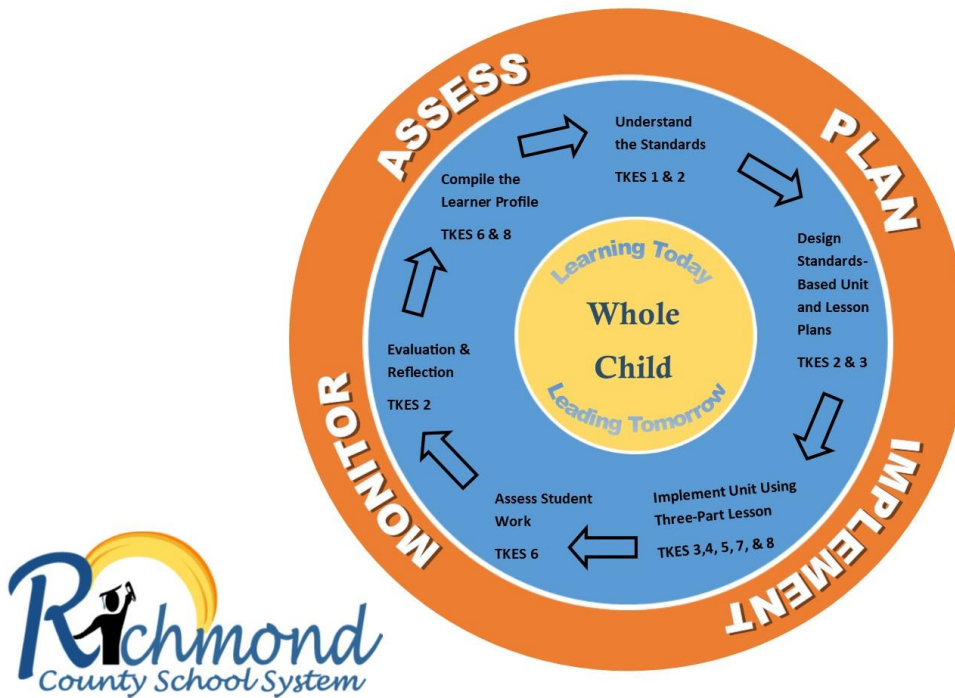 ASSESS
PLAN
IMPLEMENT
MONITOR
Understand
the Standards
TKES 1 & 2
Design
Standards-
Based Unit
and Lesson
Plans
TKES 2 & 3
Implement Unit Using
Three-Part Lesson
TKES 3,4, 5, 7, & 8
Assess Student
Work
TKES 6
Evaluation &
Reflection
TKES 2
Compile the
Learner Profile
TKES 6 & 8
Learning Today
Whole
Child
Leading Tomorrow
Richmond
County School System